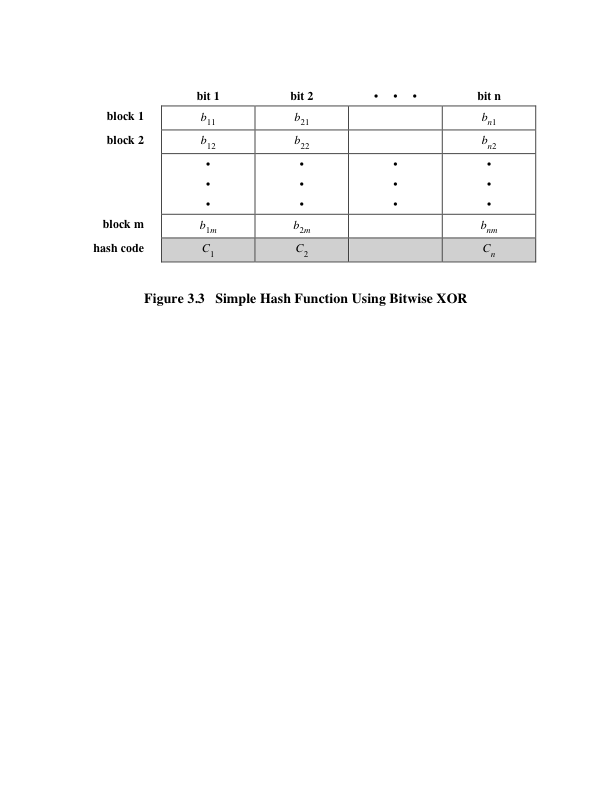 bit 1 bit 2 • • • bit n
block 1 b11 b21 bn1
block 2 b12 b22 bn2
• • • •
• • • •
• • • •
block m b1m b2m bnm
hash code C1 C2 Cn
Figure 3.3 Simple Hash Function Using Bitwise XOR